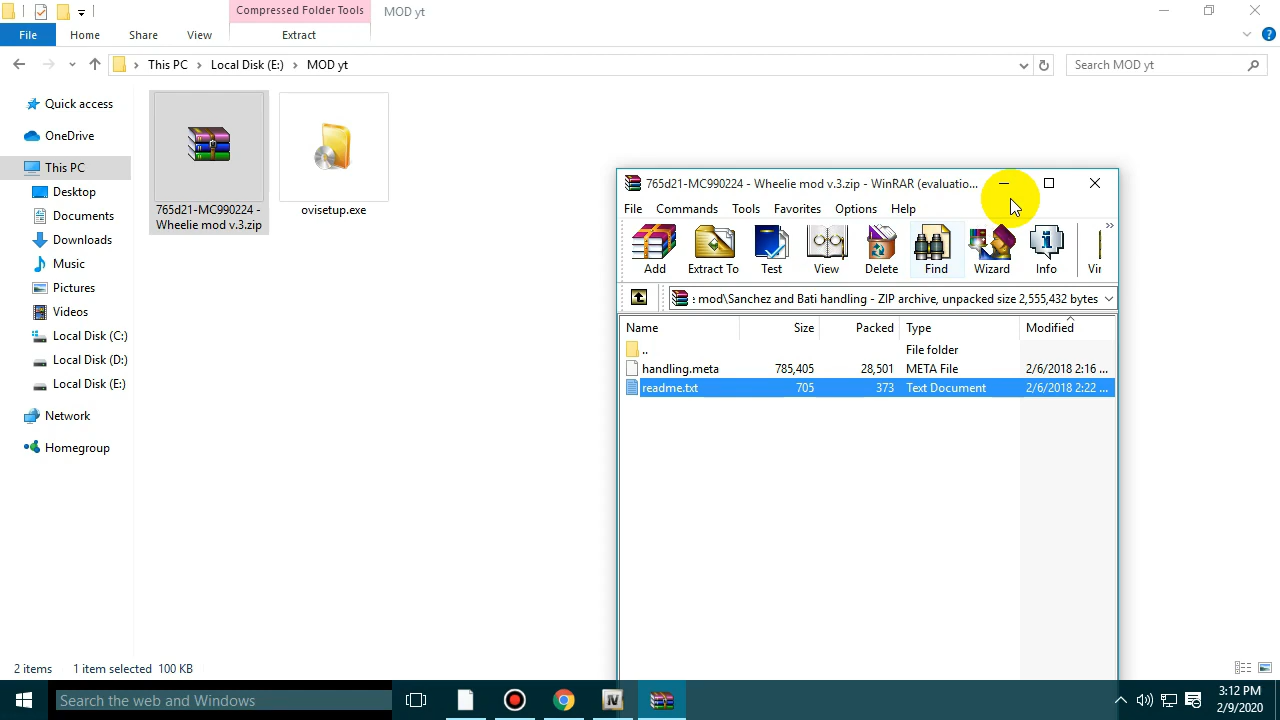 Compressed Folder Tools
MOD yt
File
Home
Share
View
Extract
This PC
Local Disk (E:)
MOD yt
Search MOD yt
Quick access
OneDrive
This PC
Desktop
Documents
Downloads
Music
Pictures
Videos
Local Disk (C:)
Local Disk (D:)
Local Disk (E:)
Network
Homegroup
765d21-MC990224 -
Wheelie mod v.3.zip
ovisetup.exe
765d21-MC990224 - Wheelie mod v.3.zip - WinRAR (evaluatio...
File Commands Tools Favorites Options Help
Add Extract To Test View Delete Find Wizard Info Vir
: mod\Sanchez and Bati handling - ZIP archive, unpacked size 2,555,432 bytes
Name Size Packed Type Modified
.. File folder
handling.meta 785,405 28,501 META File 2/6/2018 2:16 ...
readme.txt 705 373 Text Document 2/6/2018 2:22 ...
2 items 1 item selected 100 KB
Search the web and Windows
IV
3:12 PM
2/9/2020